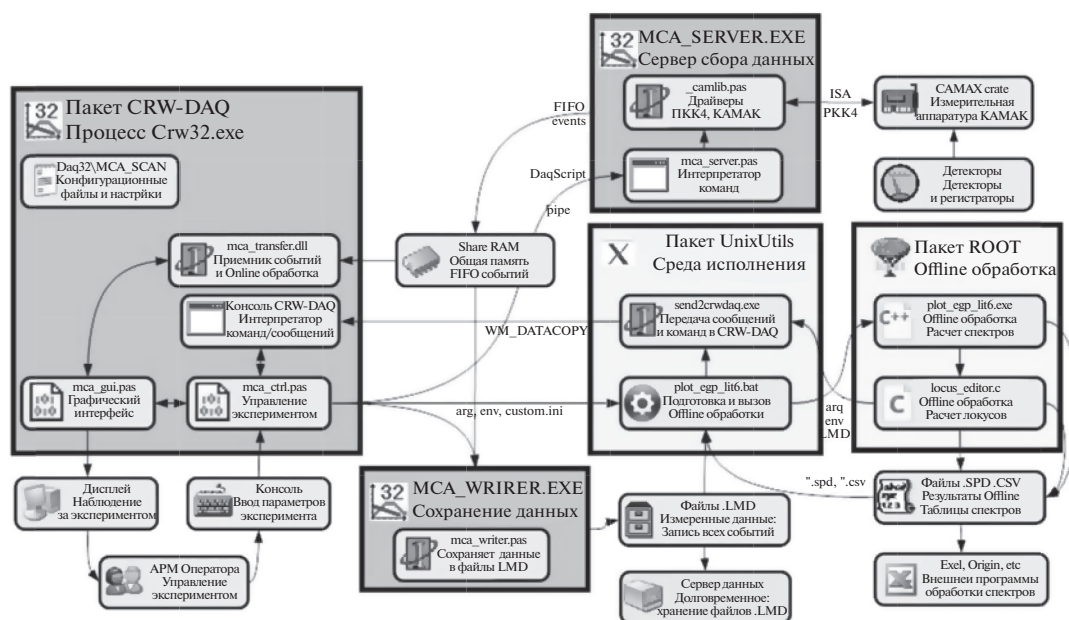 32
Пакет CRW-DAQ
Процесс Crw32.exe
Daq32\MCA_SCAN
Конфигурационные
файлы и настрйки
mca_transfer.dll
Приемник событий
и Online обработка
Консоль CRW-DAQ
Интерпретатор
команд/сообщений
mca_gui.pas
Графический
интерфейс
mca_ctrl.pas
Управление
экспериментом
Дисплей
Наблюдение
за экспериментом
Консоль
Ввод параметров
эксперимента
АРМ Оператора
Управление
экспериментом
FIFO
events
DaqScript
pipe
Share RAM
Общая память
FIFO событий
WM_DATACOPY
arg, env, custom.ini
32
MCA_SERVER.EXE
Сервер сбора данных
_camlib.pas
Драйверы
ПКК4, КАМАК
mca_server.pas
Интерпретатор
команд
ISA
PKK4
CAMAX crate
Измерительная
аппаратура КАМАК
Детекторы
Детекторы
и регистраторы
X
Пакет UnixUtils
Среда исполнения
send2crwdaq.exe
Передача сообщений
и команд в CRW-DAQ
plot_egp_lit6.bat
Подготовка и вызов
Offline обработки
arq
env
LMD
Пакет ROOT
Offline обработка
C++
plot_egp_lit6.exe
Offline обработка
Расчет спектров
C
locus_editor.c
Offline обработка
Расчет локусов
32
MCA_WRIRER.EXE
Сохранение данных
mca_writer.pas
Сохраняет данные
в файлы LMD
Файлы .LMD
Измеренные данные:
Запись всех событий
Сервер данных
Долговременное:
хранение файлов .LMD
".spd, ".csv
Файлы .SPD .CSV
Результаты Offline
Таблицы спектров
Exel, Origin, etc
Внешнеи программы
обработки спектров